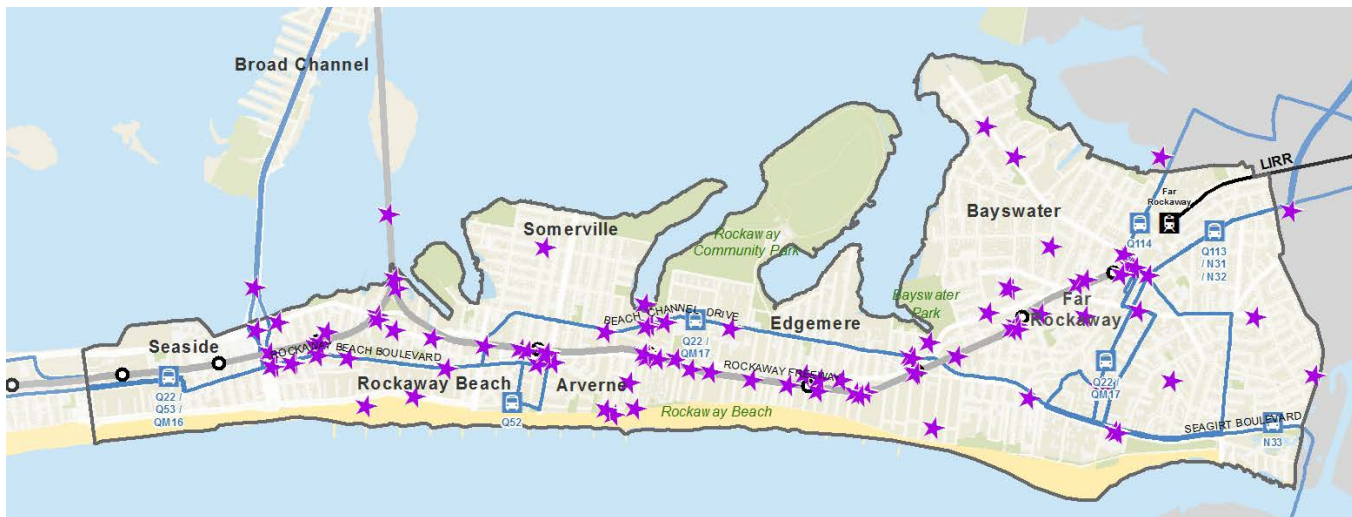 Broad Channel
LIRR
Far
Rockaway
Bayswater
Somerville
Rockaway
Community Park
Q114
Q113
/ N31
/ N32
Bayswater
Park
Far
Rockaway
BEACH CHANNEL DRIVE
Edgemere
Q22 /
QM17
Seaside
ROCKAWAY BEACH BOULEVARD
ROCKAWAY FREEWAY
Q22 /
QM17
Rockaway Beach
Arverne
Q22 /
Q53 /
QM16
Q52
Rockaway Beach
SEAGIRT BOULEVARD
N33